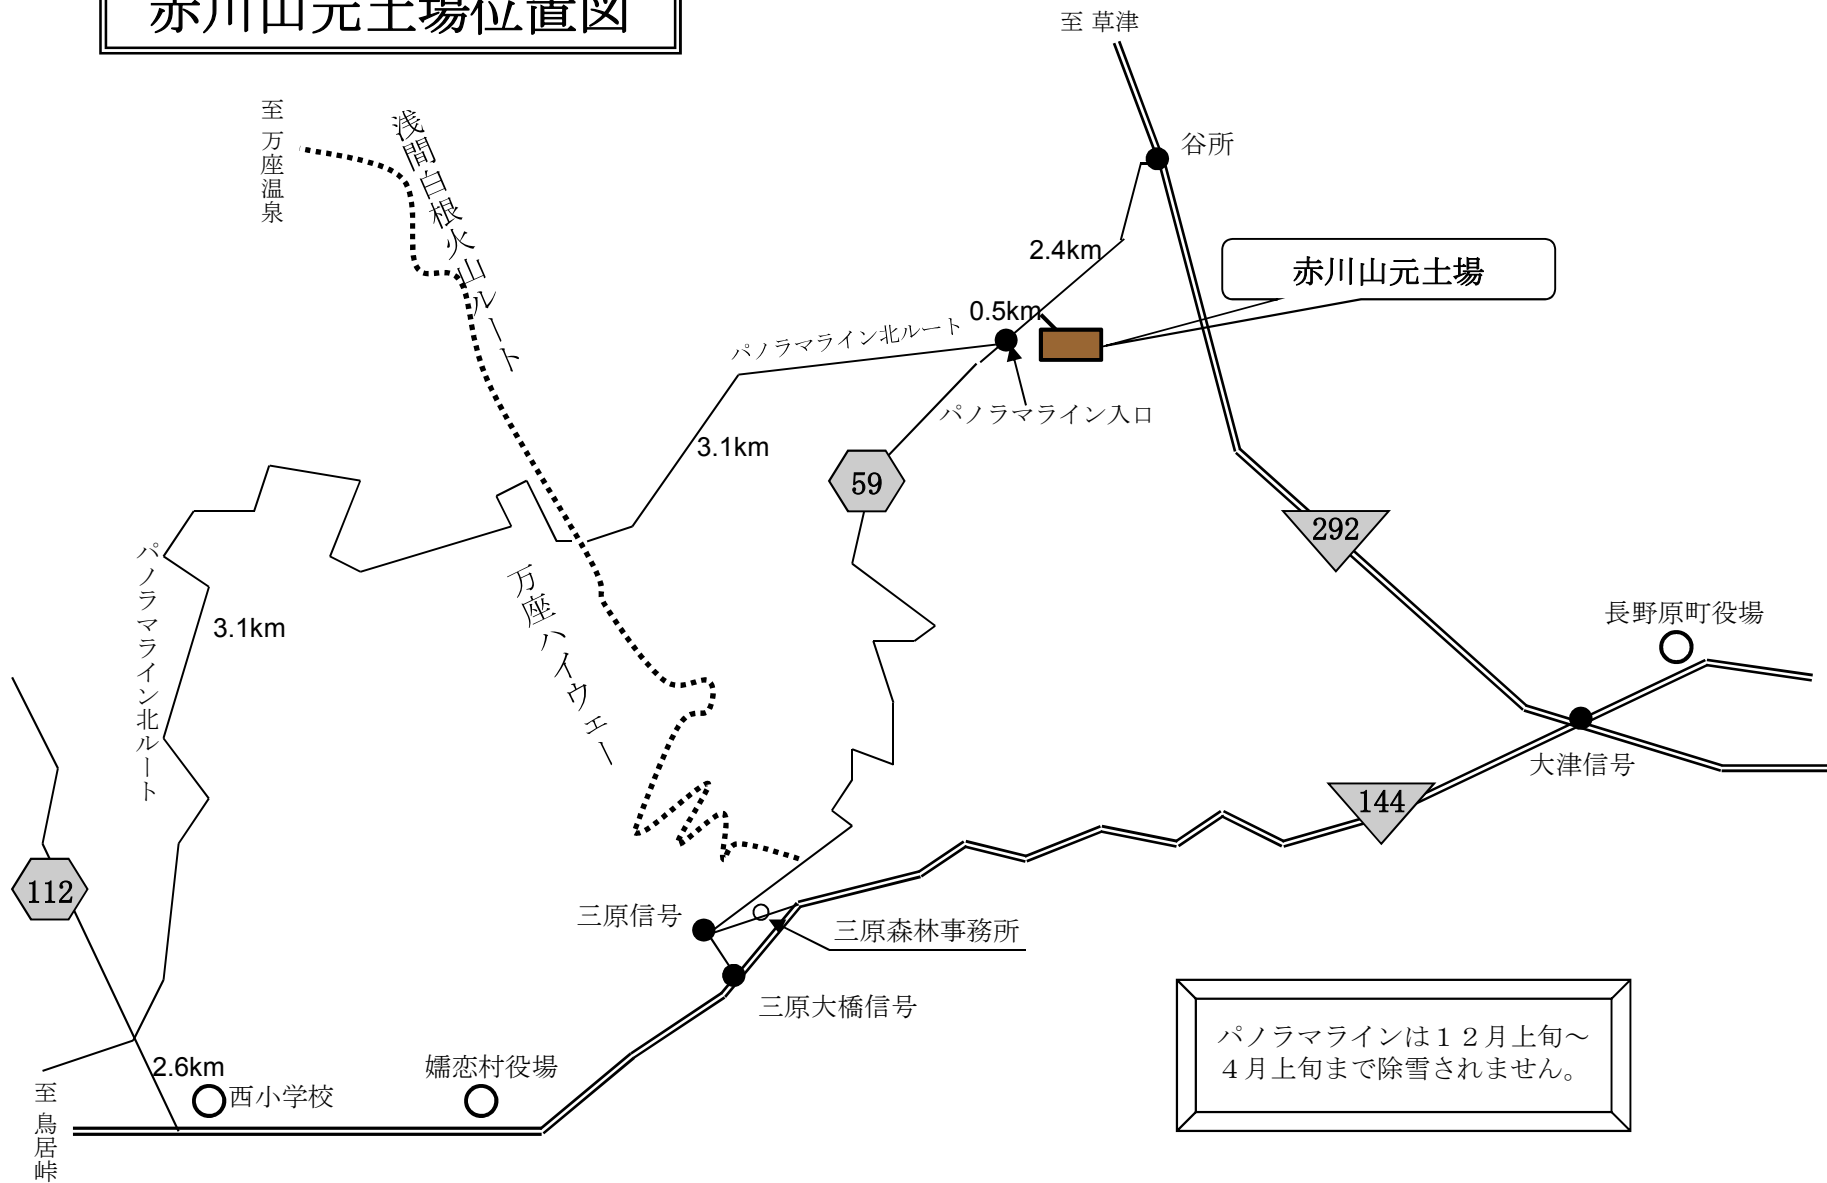 赤川山元土場位置図
至 草津
至 万座温泉
浅間白根火山ルート
谷所
2.4km
赤川山元土場
0.5km
パノラマライン北ルート
パノラマライン入口
3.1km
59
292
パノラマライン北ルート
万座ハイウェー
3.1km
長野原町役場
大津信号
144
112
三原信号
三原森林事務所
三原大橋信号
パノラマラインは１２月上旬～
４月上旬まで除雪されません。
2.6km
嬬恋村役場
西小学校
至 鳥居峠